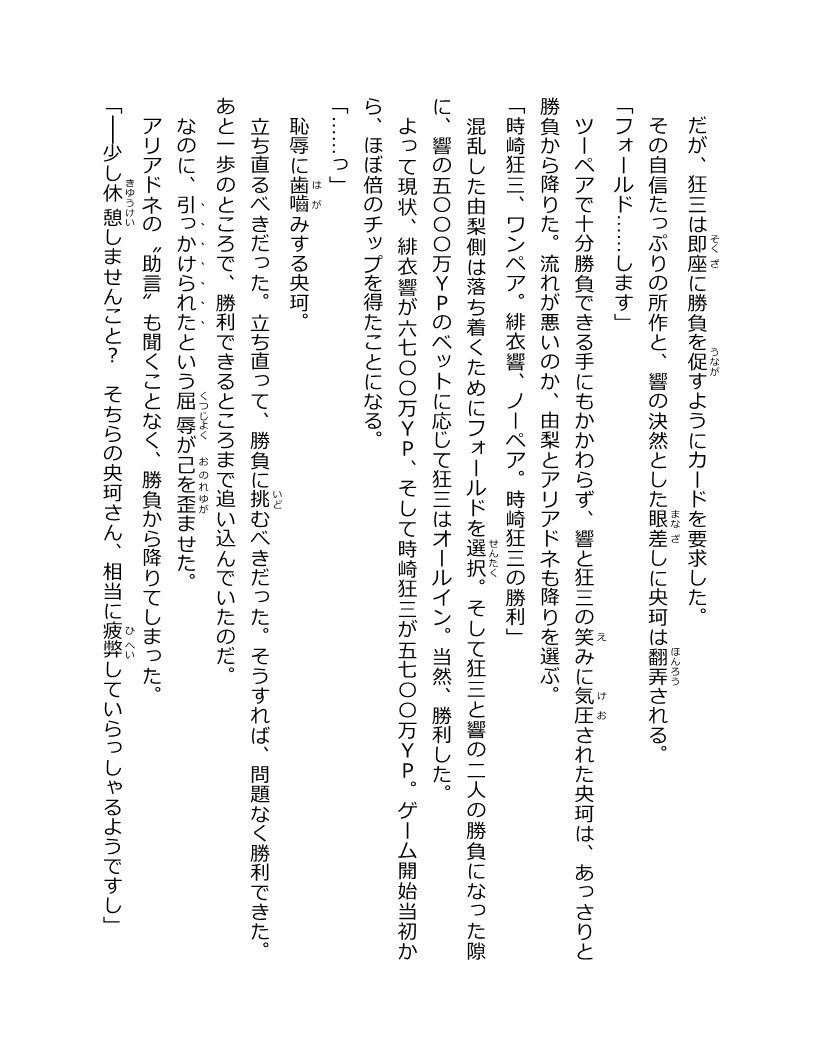 だが、狂三は即座に勝負を促すようにカードを要求した。
その自信たっぷりの所作と、響の決然とした眼差しに央珂は翻弄される。
「フォールド……します」
ツーペアで十分勝負できる手にもかかわらず、響と狂三の笑みに気圧された央珂は、あっさりと
勝負から降りた。流れが悪いのか、由梨とアリアドネも降りを選ぶ。
「時崎狂三、ワンペア。緋衣響、ノーペア。時崎狂三の勝利」
混乱した由梨側は落ち着くためにフォールドを選択。そして狂三と響の二人の勝負になった隙
に、響の五〇〇〇万ＹＰのベットに応じて狂三はオールイン。当然、勝利した。
よって現状、緋衣響が六七〇〇万ＹＰ、そして時崎狂三が五七〇〇万ＹＰ。ゲーム開始当初か
ら、ほぼ倍のチップを得たことになる。
「……っ」
恥辱に歯嚙みする央珂。
立ち直るべきだった。立ち直って、勝負に挑むべきだった。そうすれば、問題なく勝利できた。
あと一歩のところで、勝利できるところまで追い込んでいたのだ。
なのに、引っかけられたという屈辱が己を歪ませた。
アリアドネの〝助言〟も聞くことなく、勝負から降りてしまった。
「──少し休憩しませんこと？　そちらの央珂さん、相当に疲弊していらっしゃるようですし」